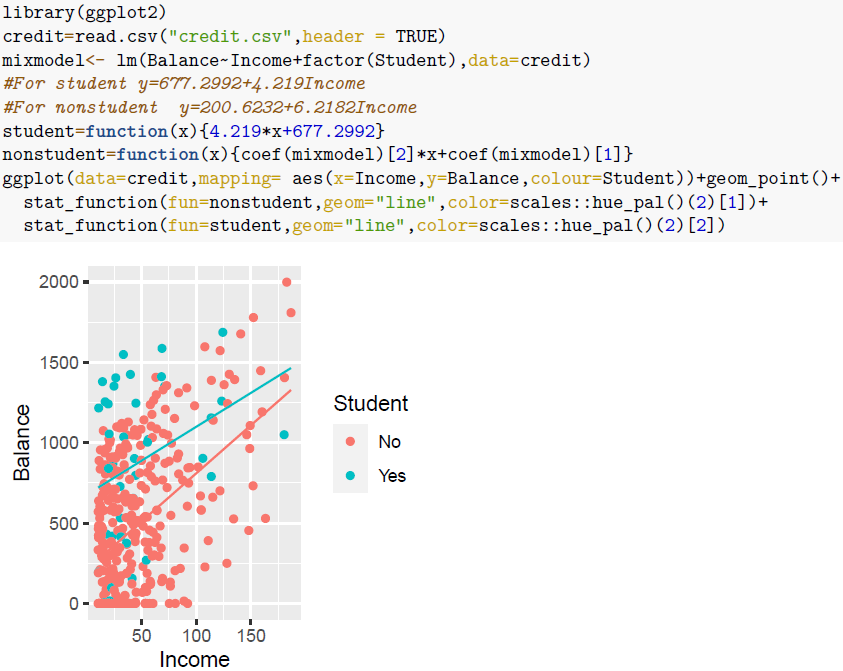 library(ggplot2)
credit=read.csv("credit.csv",header = TRUE)
mixmodel<- lm(Balance~Income+factor(Student),data=credit)
#For student y=677.2992+4.219Income
#For nonstudent  y=200.6232+6.2182Income
student=function(x){4.219*x+677.2992}
nonstudent=function(x){coef(mixmodel)[2]*x+coef(mixmodel)[1]}
ggplot(data=credit,mapping= aes(x=Income,y=Balance,colour=Student))+geom_point()+
  stat_function(fun=nonstudent,geom="line",color=scales::hue_pal()(2)[1])+
  stat_function(fun=student,geom="line",color=scales::hue_pal()(2)[2])
2000
1500
1000
500
0
Balance
50 100 150
Income
Student
No
Yes